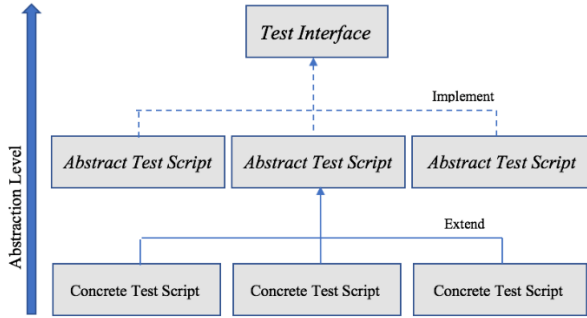 Test Interface
Implement
Abstract Test Script
Abstract Test Script
Abstract Test Script
Abstraction Level
Extend
Concrete Test Script
Concrete Test Script
Concrete Test Script